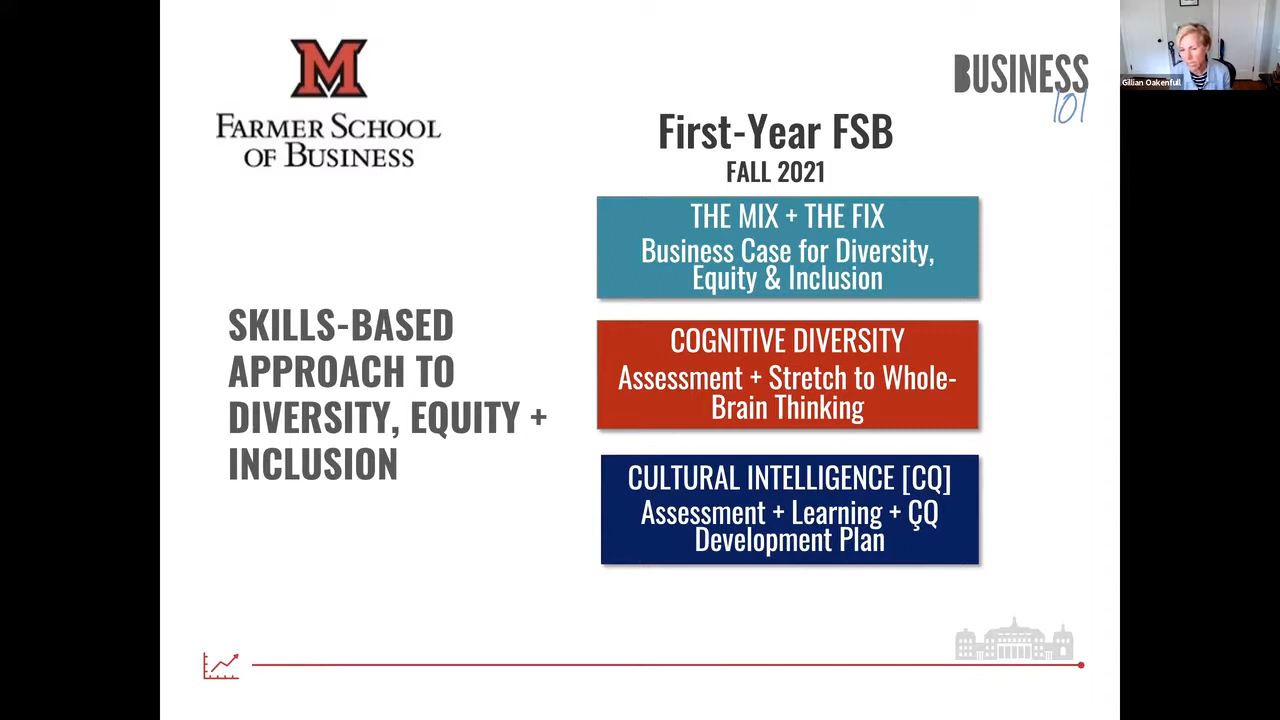 M
FARMER SCHOOL
OF BUSINESS
BUSINESS
101
Gillian Oakenfull
First-Year FSB
FALL 2021
SKILLS-BASED
APPROACH TO
DIVERSITY, EQUITY +
INCLUSION
THE MIX + THE FIX
Business Case for Diversity,
Equity & Inclusion
COGNITIVE DIVERSITY
Assessment + Stretch to Whole-
Brain Thinking
CULTURAL INTELLIGENCE [CQ]
Assessment + Learning + ÇQ
Development Plan